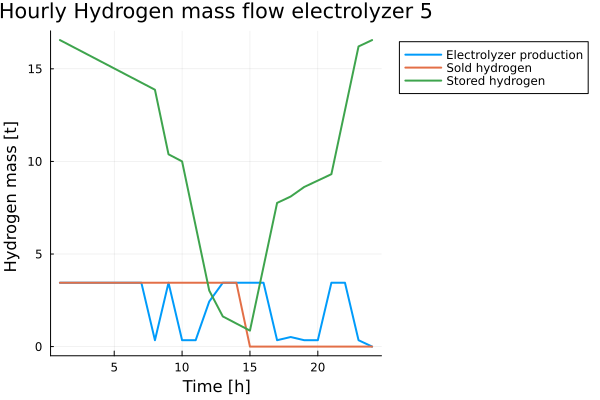 Hourly Hydrogen mass flow electrolyzer 5
Electrolyzer production
Sold hydrogen
Stored hydrogen
Hydrogen mass [t]
15
10
5
0
5 10 15 20
Time [h]